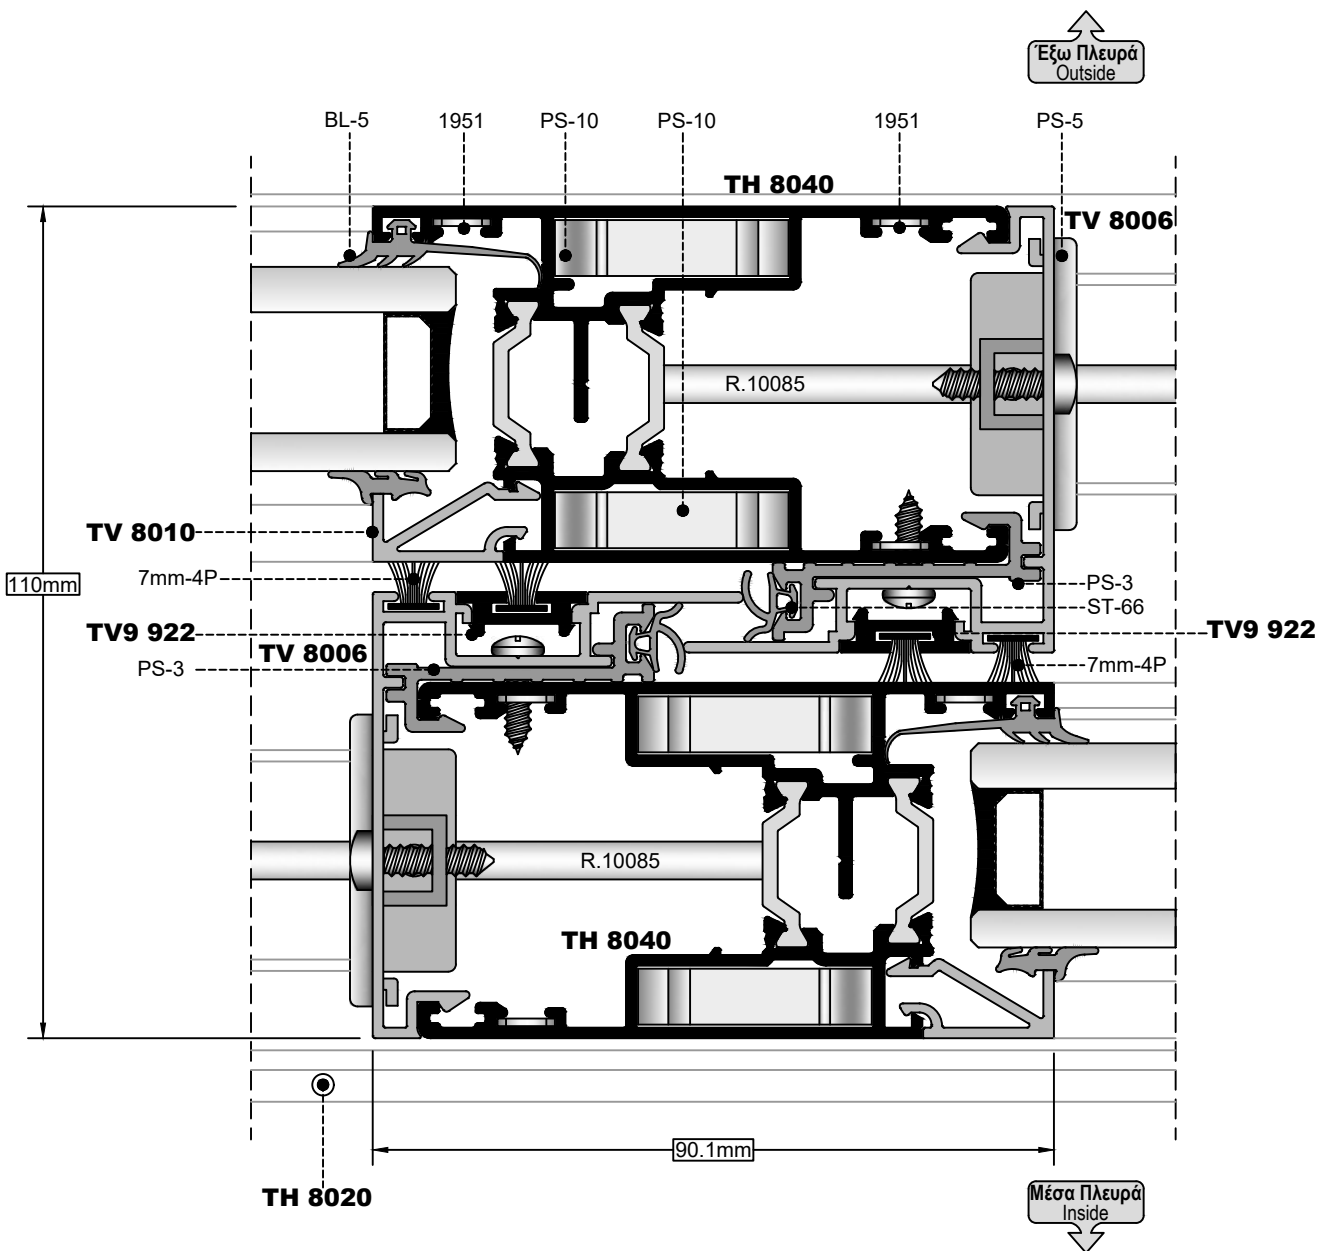 Έξω Πλευρά
Outside
BL-5
1951
PS-10
PS-10
1951
PS-5
TH 8040
TV 8006
R.10085
TV 8010
110mm
7mm-4P
PS-3
ST-66
TV9 922
TV 8006
TV9 922
PS-3
7mm-4P
R.10085
TH 8040
90.1mm
TH 8020
Μέσα Πλευρά
Inside